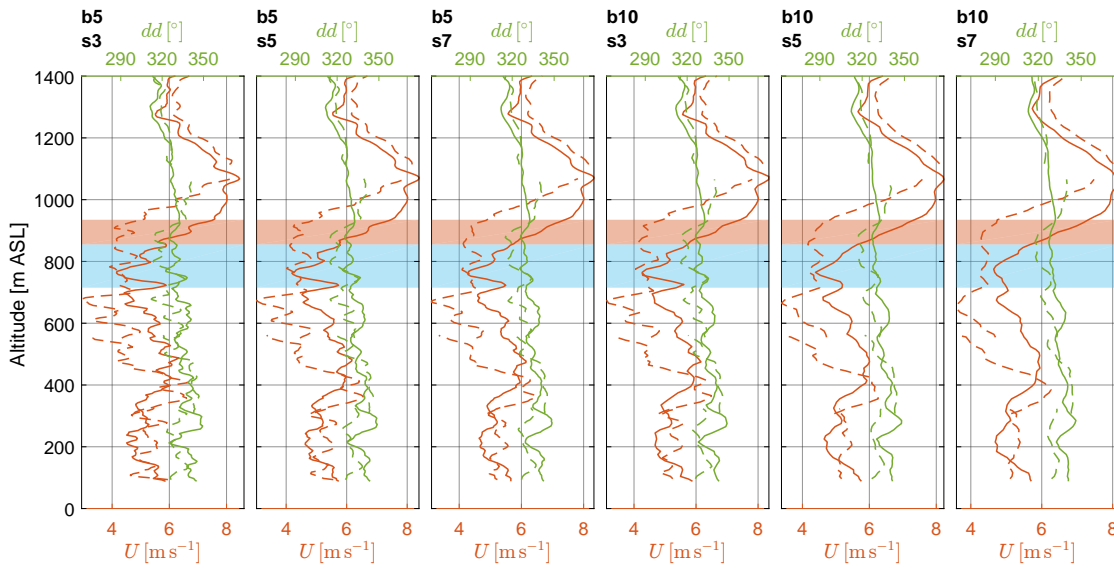 b5 b5 b5 b10 b10 b10
s3 s5 s7 s3 s5 s7
dd [°] dd [°] dd [°] dd [°] dd [°] dd [°]
290 320 350 290 320 350 290 320 350 290 320 350 290 320 350 290 320 350
1400
1200
1000
800
600
400
200
0
Altitude [m ASL]
4 6 8 4 6 8 4 6 8 4 6 8 4 6 8 4 6 8
U [m s⁻¹] U [m s⁻¹] U [m s⁻¹] U [m s⁻¹] U [m s⁻¹] U [m s⁻¹]